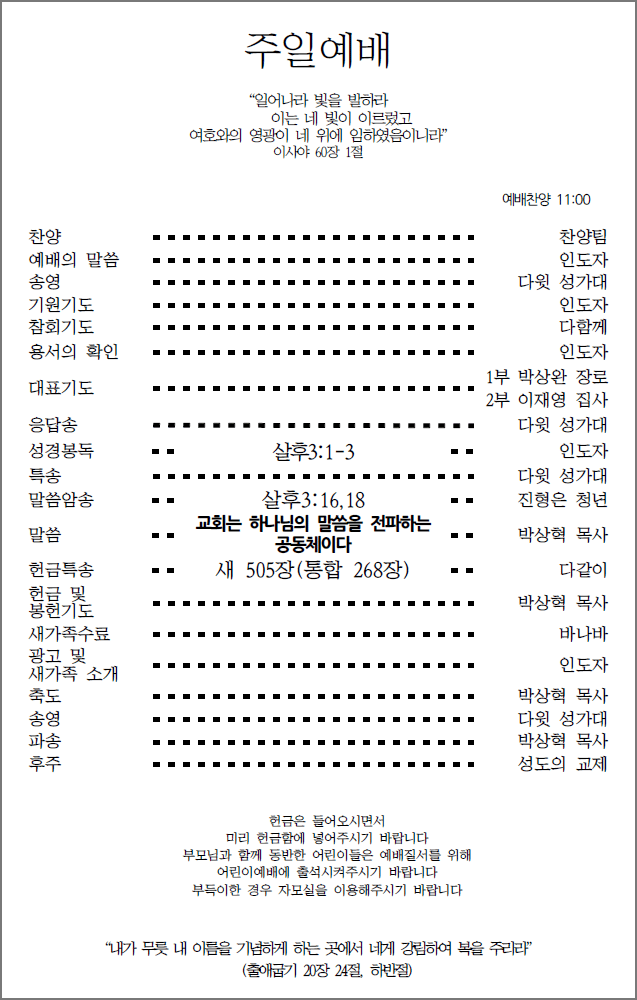 주일예배
“일어나라 빛을 발하라
이는 네 빛이 이르렀고
여호와의 영광이 네 위에 임하였음이니라”
이사야 60장 1절
예배찬양 11:00
찬양 찬양팀
예배의 말씀 인도자
송영 다윗 성가대
기원기도 인도자
참회기도 다함께
용서의 확인 인도자
대표기도 1부 박상완 장로
2부 이재영 집사
응답송 다윗 성가대
성경봉독 살후3:1-3 인도자
특송 다윗 성가대
말씀암송 살후3:16,18 진형은 청년
말씀 교회는 하나님의 말씀을 전파하는
공동체이다 박상혁 목사
헌금특송 새 505장(통합 268장) 다같이
헌금 및
봉헌기도 박상혁 목사
새가족수료 바나바
광고 및
새가족 소개 인도자
축도 박상혁 목사
송영 다윗 성가대
파송 박상혁 목사
후주 성도의 교제
헌금은 들어오시면서
미리 헌금함에 넣어주시기 바랍니다
부모님과 함께 동반한 어린이들은 예배질서를 위해
어린이예배에 출석시켜주시기 바랍니다
부득이한 경우 자모실을 이용해주시기 바랍니다
“내가 무릇 내 이름을 기념하게 하는 곳에서 네게 강림하여 복을 주리라”
(출애굽기 20장 24절, 하반절)